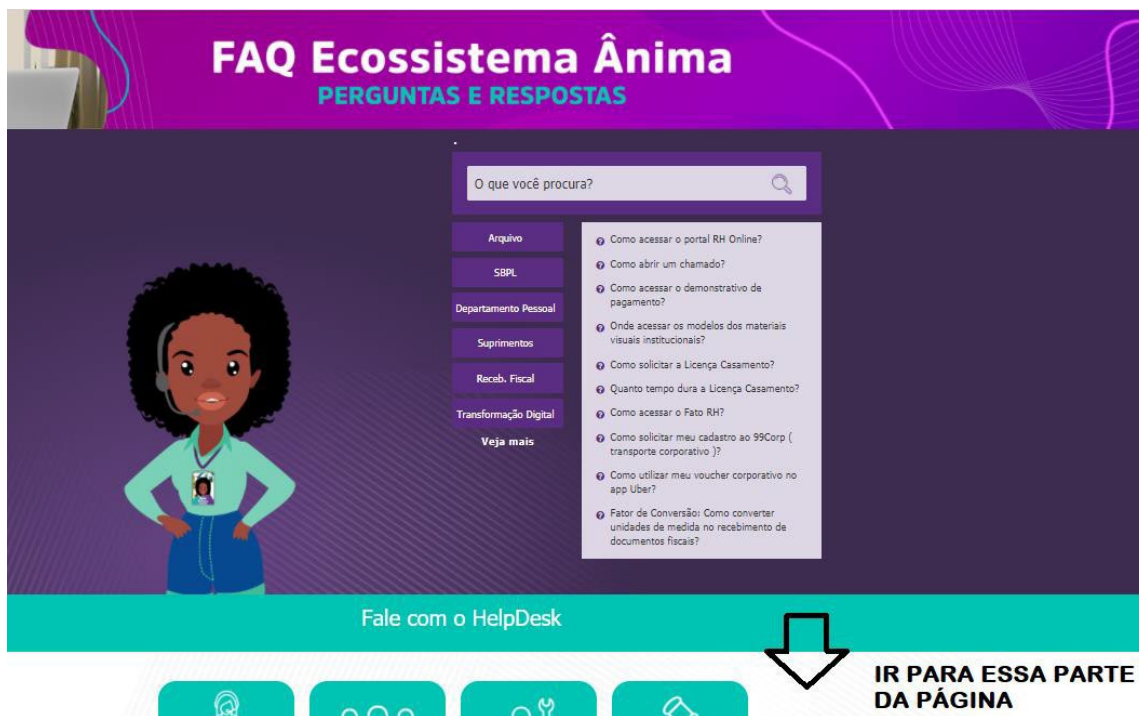 FAQ Ecossistema Ânima
PERGUNTAS E RESPOSTAS
O que você procura?
Arquivo
SBPL
Departamento Pessoal
Suprimentos
Receb. Fiscal
Transformação Digital
Veja mais
Como acessar o portal RH Online?
Como abrir um chamado?
Como acessar o demonstrativo de
pagamento?
Onde acessar os modelos dos materiais
visuais institucionais?
Como solicitar a Licença Casamento?
Quanto tempo dura a Licença Casamento?
Como acessar o Fato RH?
Como solicitar meu cadastro ao 99Corp (
transporte corporativo )?
Como utilizar meu voucher corporativo no
app Uber?
Fator de Conversão: Como converter
unidades de medida no recebimento de
documentos fiscais?
Fale com o HelpDesk
IR PARA ESSA PARTE
DA PÁGINA